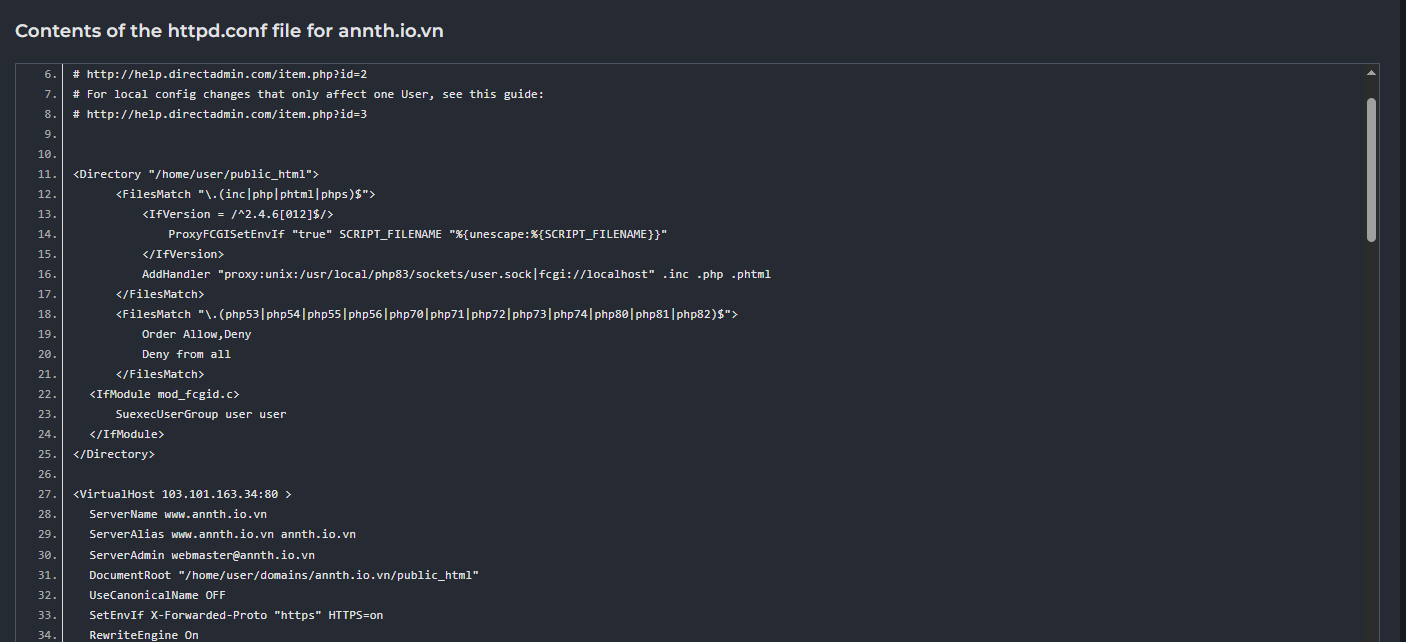 Contents of the httpd.conf file for annth.io.vn
6. # http://help.directadmin.com/item.php?id=2
7. # For local config changes that only affect one User, see this guide:
8. # http://help.directadmin.com/item.php?id=3
9.
10.
11. <Directory "/home/user/public_html">
12. <FilesMatch "\.(inc|php|phtml|phps)$">
13. <IfVersion = /^2.4.6[012]$/>
14. ProxyFCGISetEnvIf "true" SCRIPT_FILENAME "%{unescape:%{SCRIPT_FILENAME}}"
15. </IfVersion>
16. AddHandler "proxy:unix:/usr/local/php83/sockets/user.sock|fcgi://localhost" .inc .php .phtml
17. </FilesMatch>
18. <FilesMatch "\.(php53|php54|php55|php56|php70|php71|php72|php73|php74|php80|php81|php82)$">
19. Order Allow,Deny
20. Deny from all
21. </FilesMatch>
22. <IfModule mod_fcgid.c>
23. SuexecUserGroup user user
24. </IfModule>
25. </Directory>
26.
27. <VirtualHost 103.101.163.34:80 >
28. ServerName www.annth.io.vn
29. ServerAlias www.annth.io.vn annth.io.vn
30. ServerAdmin webmaster@annth.io.vn
31. DocumentRoot "/home/user/domains/annth.io.vn/public_html"
32. UseCanonicalName OFF
33. SetEnvIf X-Forwarded-Proto "https" HTTPS=on
34. RewriteEngine On